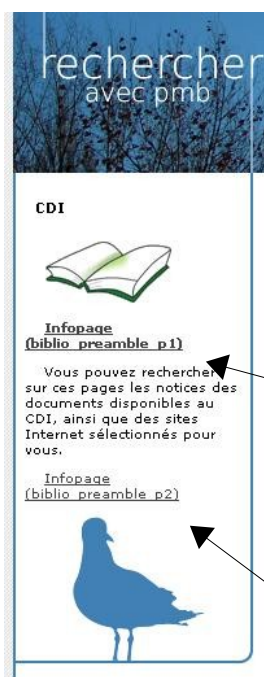 rechercher
avec pmb
CDI
Infopage
(biblio preamble p1)
Vous pouvez rechercher
sur ces pages les notices des
documents disponibles au
CDI, ainsi que des sites
Internet sélectionnés pour
vous.
Infopage
(biblio preamble p2)